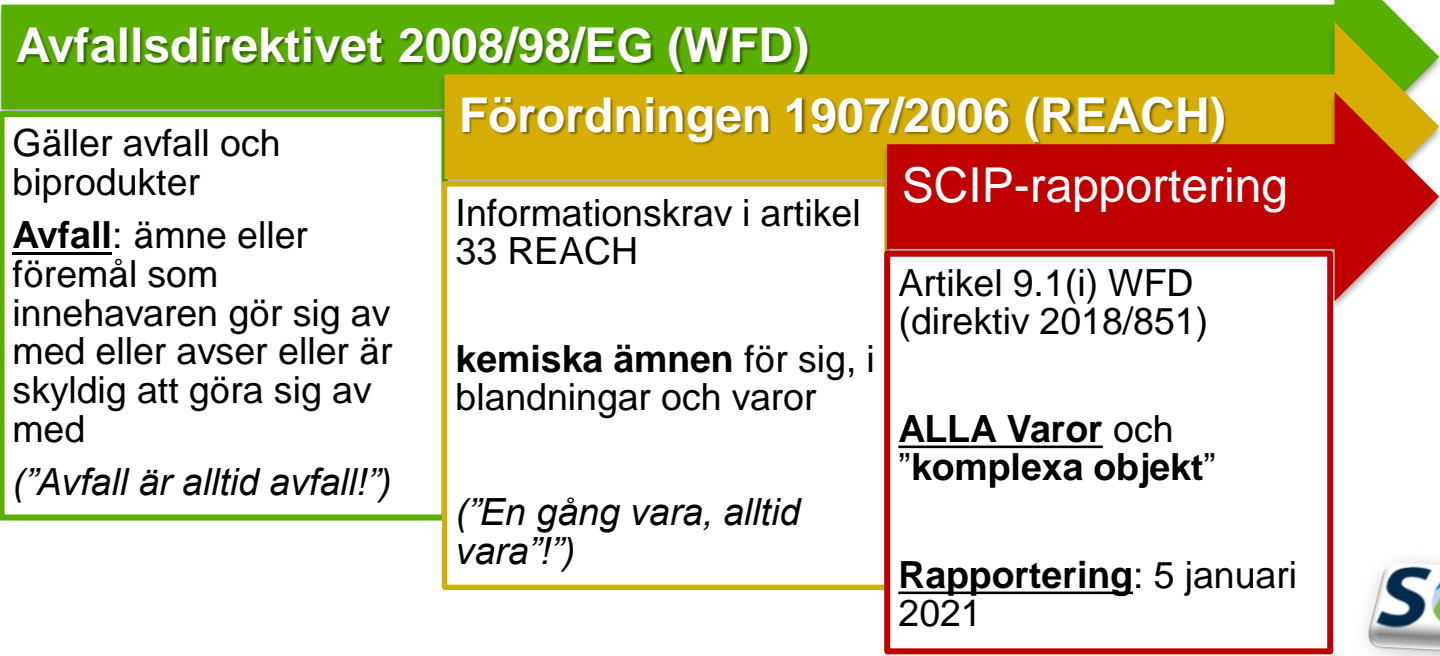 Avfallsdirektivet 2008/98/EG (WFD)
Gäller avfall och
biprodukter
Avfall: ämne eller
föremål som
innehavaren gör sig av
med eller avser eller är
skyldig att göra sig av
med
(”Avfall är alltid avfall!”)
Förordningen 1907/2006 (REACH)
Informationskrav i artikel
33 REACH
kemiska ämnen för sig, i
blandningar och varor
(”En gång vara, alltid
vara”!”)
SCIP-rapportering
Artikel 9.1(i) WFD
(direktiv 2018/851)
ALLA Varor och
”komplexa objekt”
Rapportering: 5 januari
2021